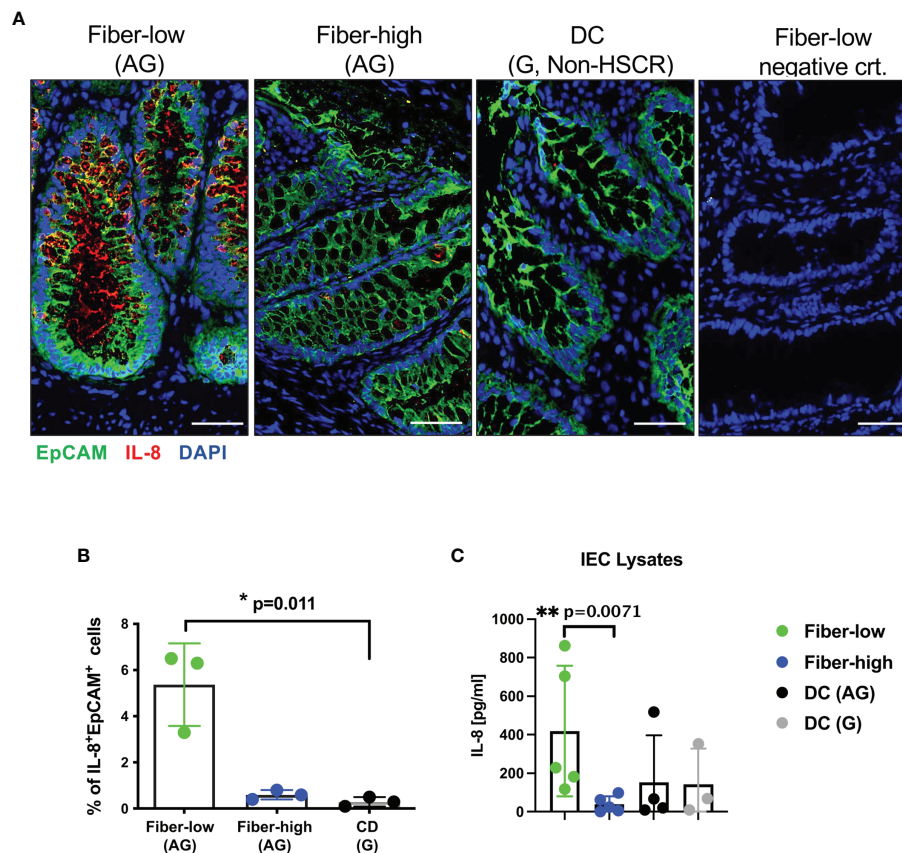 A
Fiber-low
(AG)
Fiber-high
(AG)
DC
(G, Non-HSCR)
Fiber-low
negative crt.
EpCAM IL-8 DAPI
B
* p=0.011
% of IL-8+EpCAM+ cells
8
6
4
2
0
Fiber-low
(AG)
Fiber-high
(AG)
CD
(G)
C
IEC Lysates
** p=0.0071
IL-8 [pg/ml]
1000
800
600
400
200
0
Fiber-low
Fiber-high
DC (AG)
DC (G)